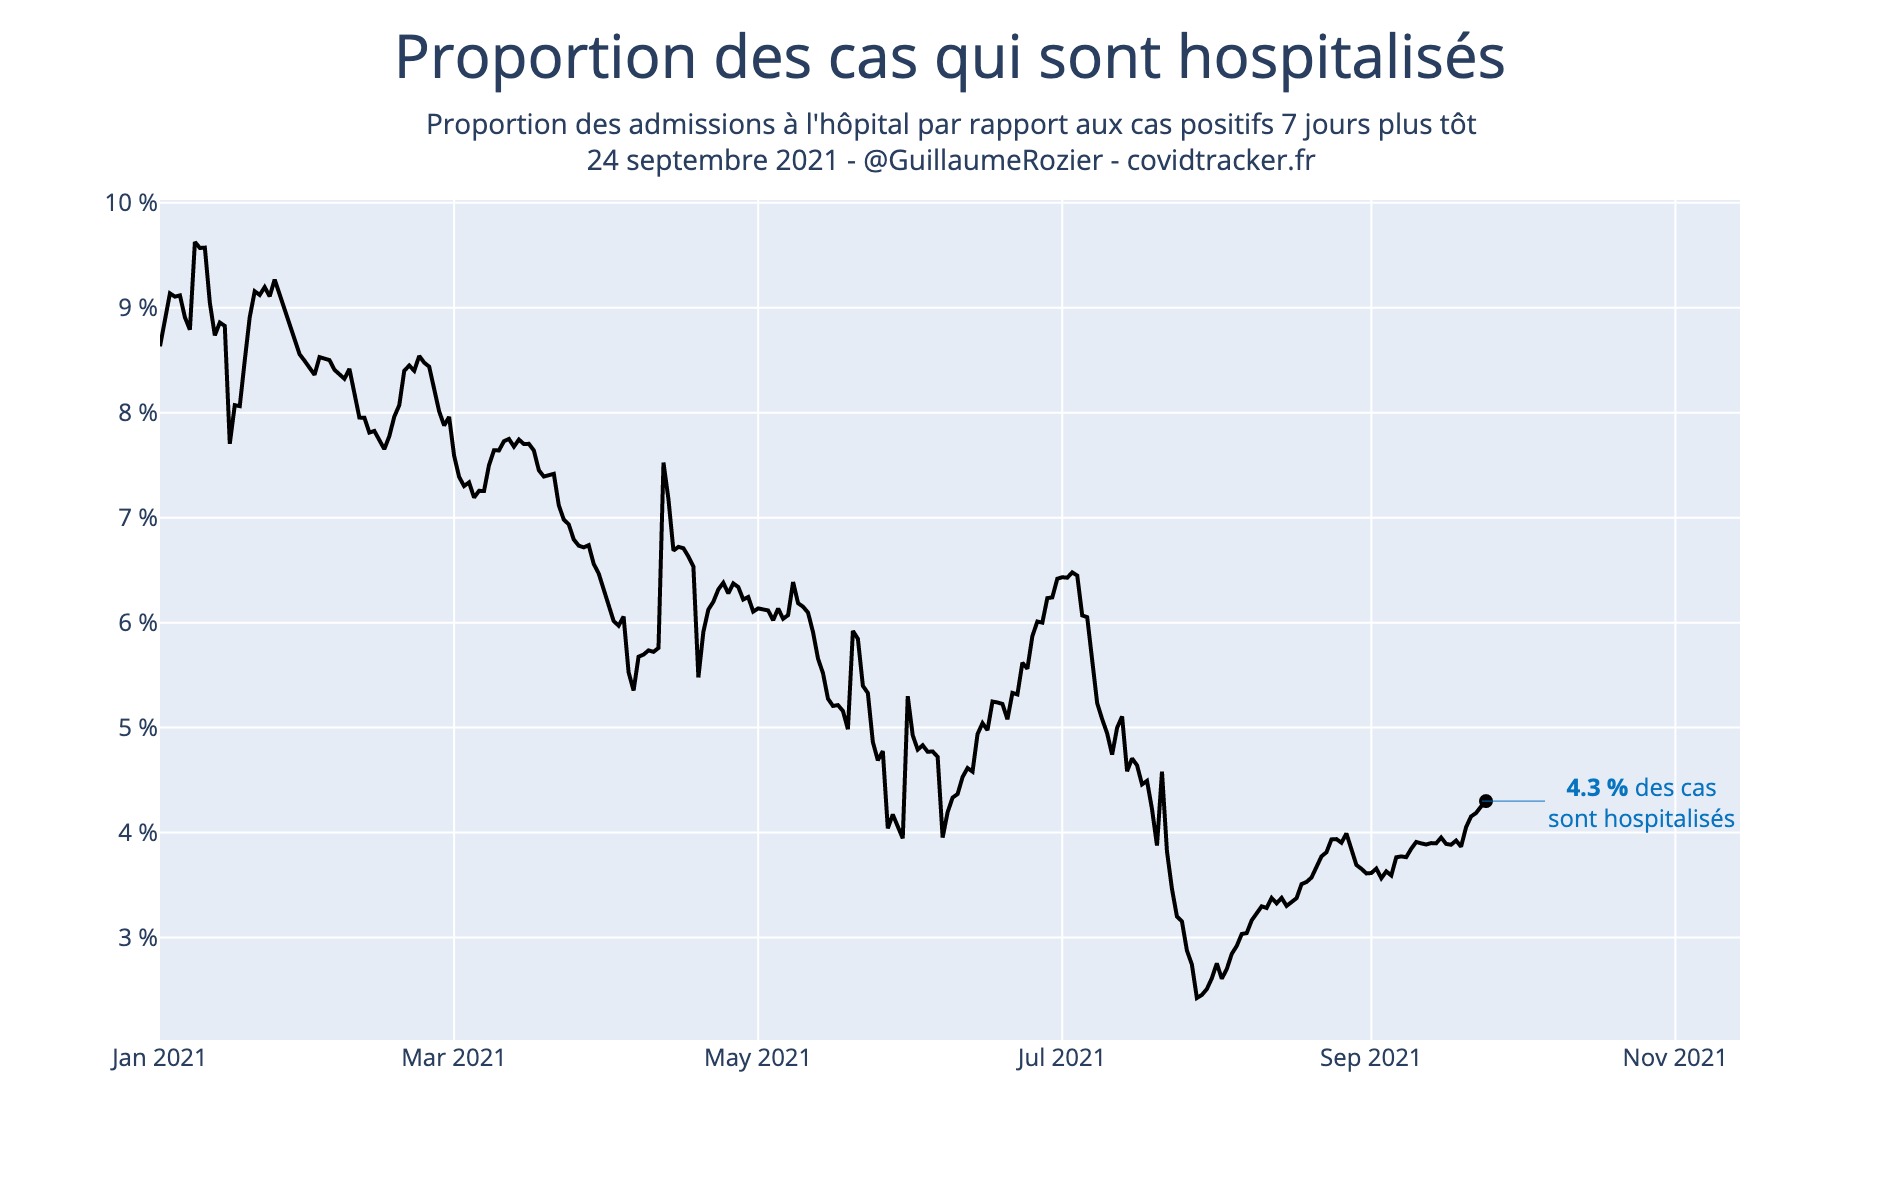 Proportion des cas qui sont hospitalisés
Proportion des admissions à l'hôpital par rapport aux cas positifs 7 jours plus tôt
24 septembre 2021 - @GuillaumeRozier - covidtracker.fr
10 %
9 %
8 %
7 %
6 %
5 %
4 %
3 %
4.3 % des cas
sont hospitalisés
Jan 2021
Mar 2021
May 2021
Jul 2021
Sep 2021
Nov 2021